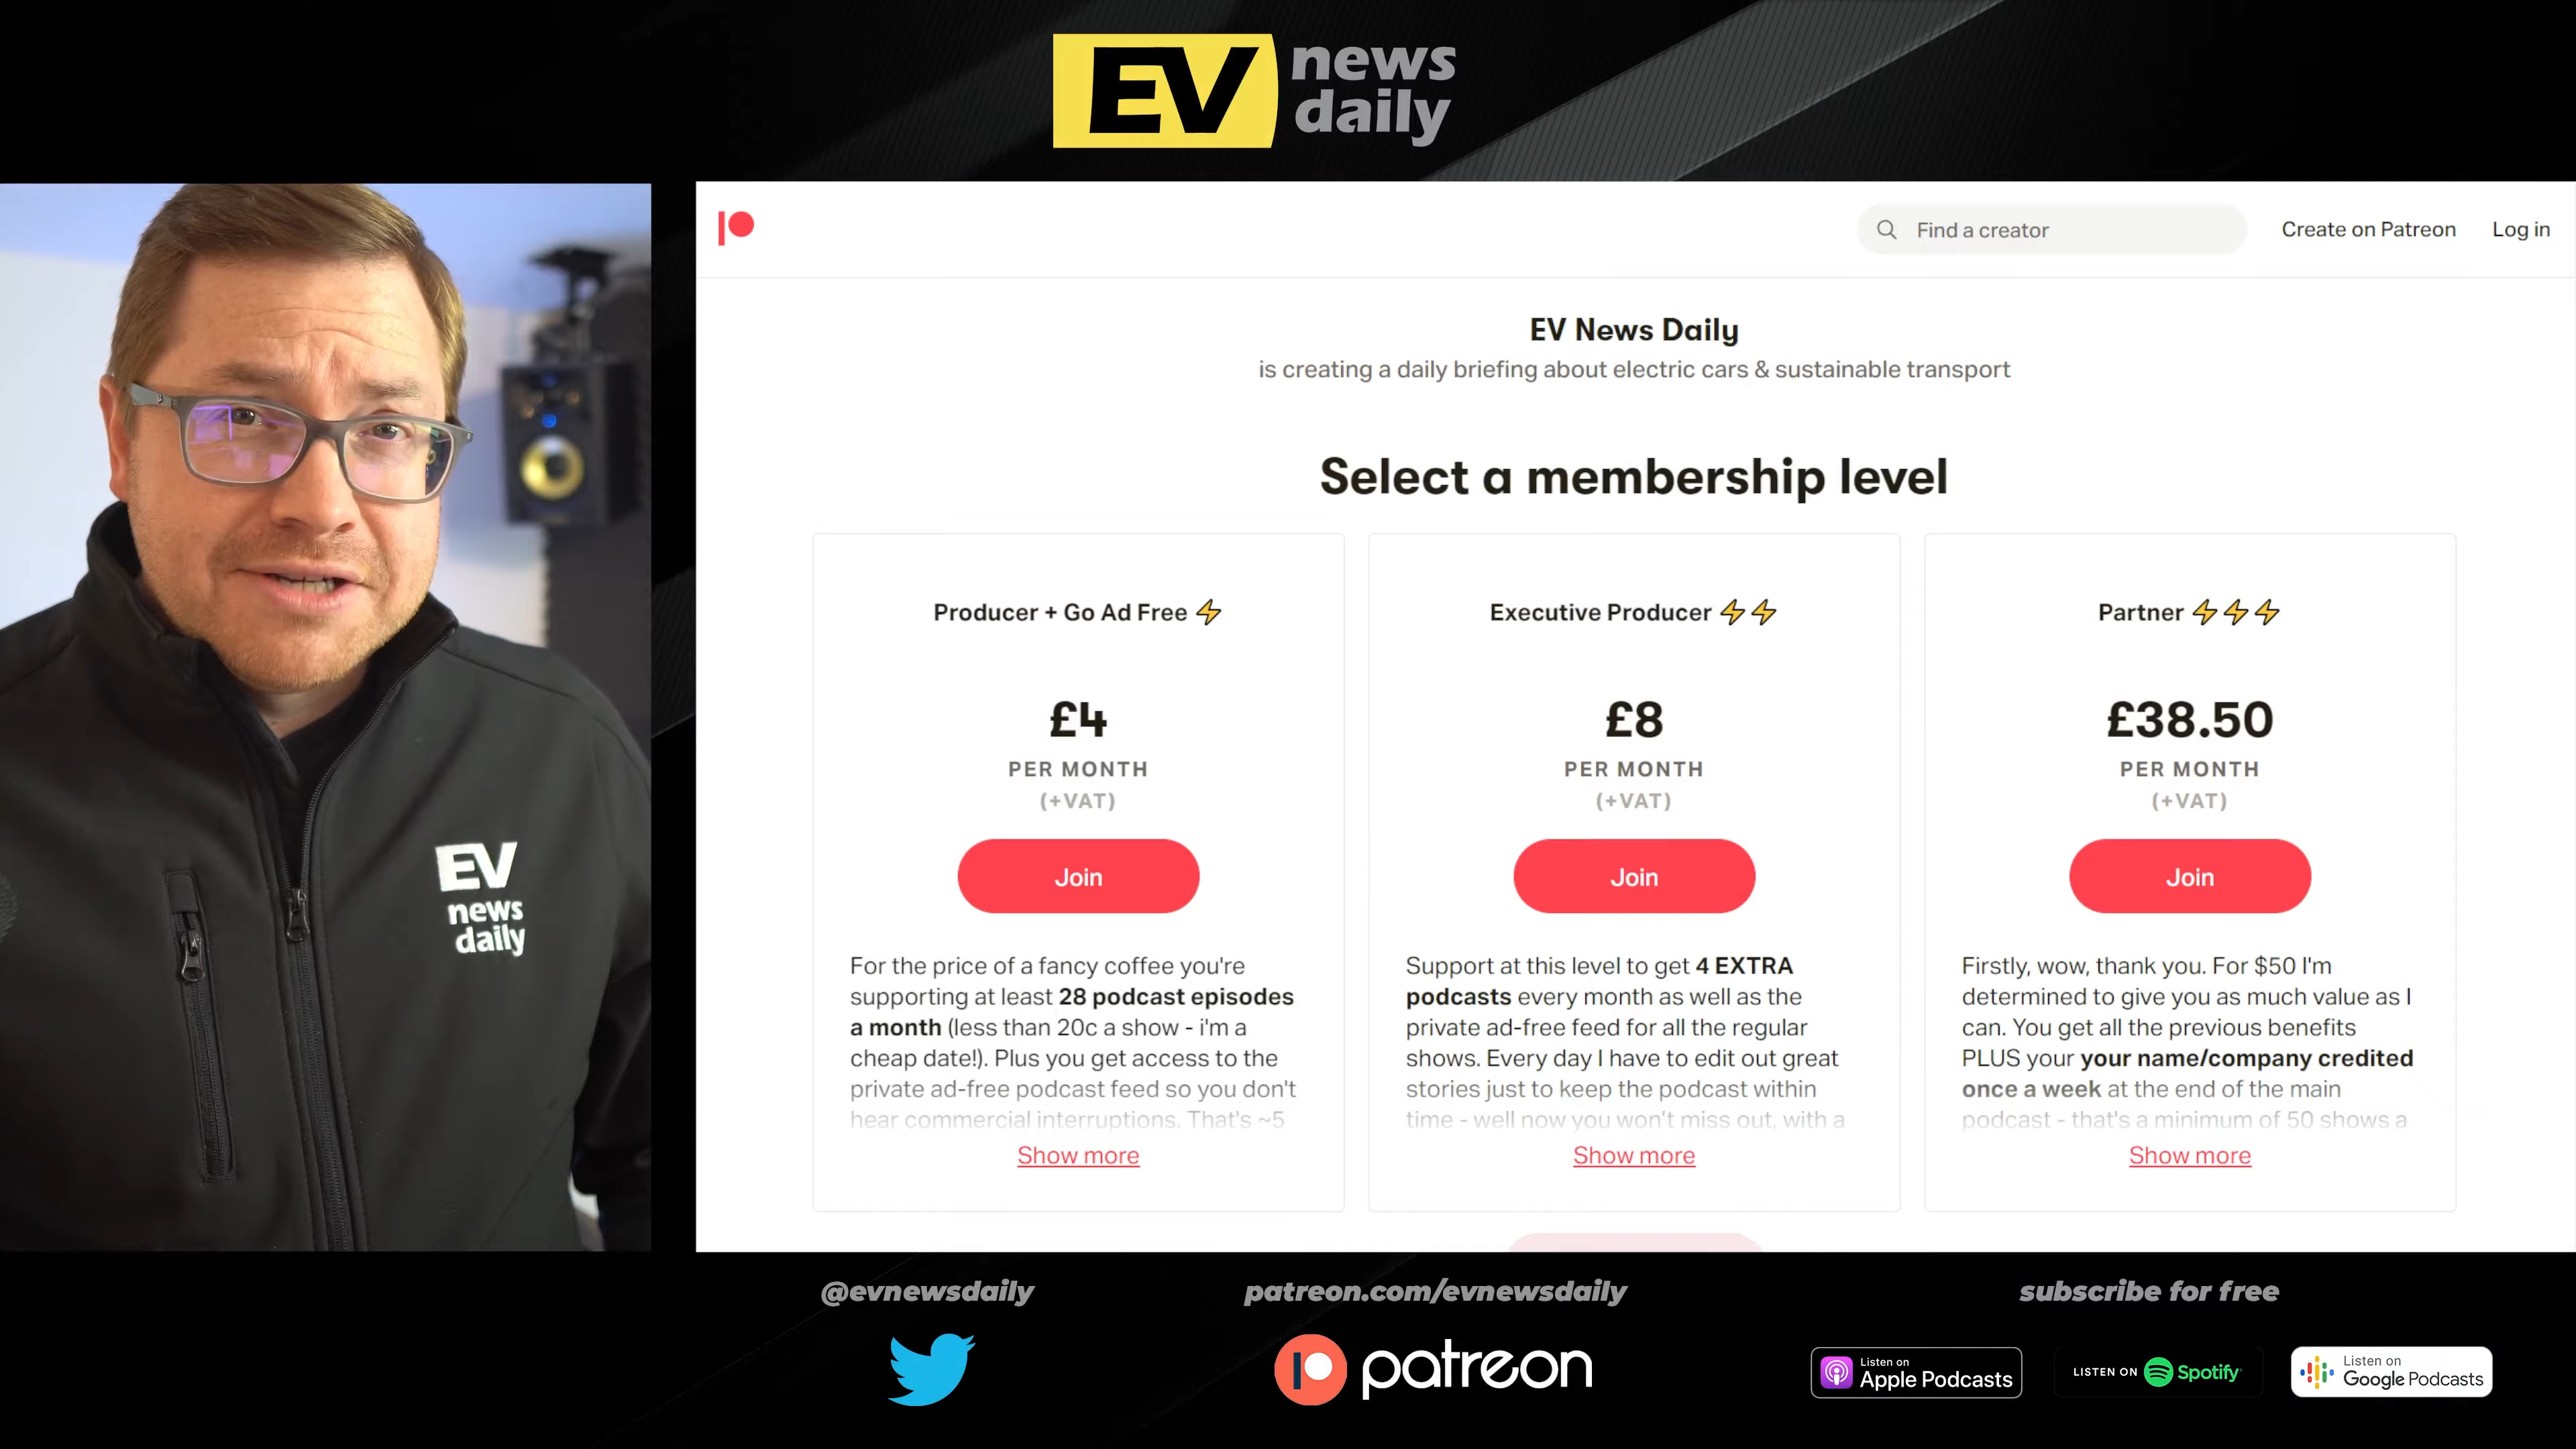 EV news
daily
Find a creator
Create on Patreon
Log in
EV News Daily
is creating a daily briefing about electric cars & sustainable transport
Select a membership level
Producer + Go Ad Free
£4
PER MONTH
(+VAT)
Join
For the price of a fancy coffee you're
supporting at least 28 podcast episodes
a month (less than 20c a show - i'm a
cheap date!). Plus you get access to the
private ad-free podcast feed so you don't
hear commercial interruptions. That's ~5
Show more
Executive Producer
£8
PER MONTH
(+VAT)
Join
Support at this level to get 4 EXTRA
podcasts every month as well as the
private ad-free feed for all the regular
shows. Every day I have to edit out great
stories just to keep the podcast within
time - well now you won't miss out, with a
Show more
Partner
£38.50
PER MONTH
(+VAT)
Join
Firstly, wow, thank you. For $50 I'm
determined to give you as much value as I
can. You get all the previous benefits
PLUS your your name/company credited
once a week at the end of the main
podcast - that's a minimum of 50 shows a
Show more
EV
news
daily
@evnewsdaily
patreon.com/evnewsdaily
patreon
subscribe for free
Listen on
Apple Podcasts
LISTEN ON Spotify
Listen on
Google Podcasts